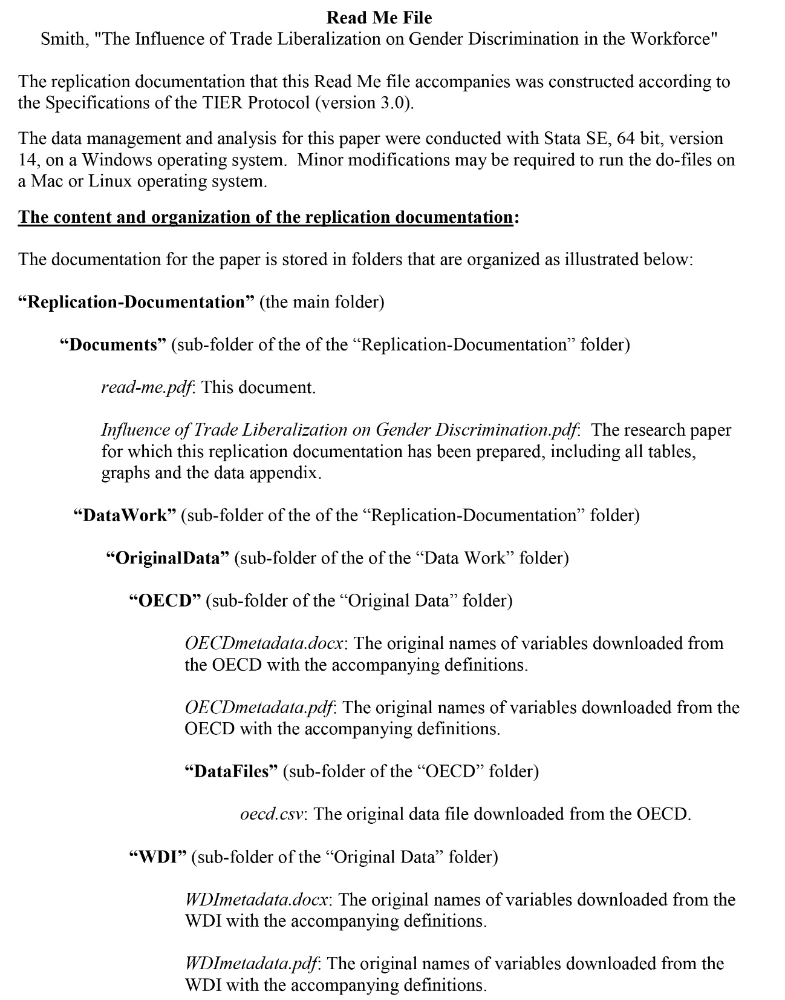 Read Me File
Smith, "The Influence of Trade Liberalization on Gender Discrimination in the Workforce"
The replication documentation that this Read Me file accompanies was constructed according to
the Specifications of the TIER Protocol (version 3.0).
The data management and analysis for this paper were conducted with Stata SE, 64 bit, version
14, on a Windows operating system.  Minor modifications may be required to run the do-files on
a Mac or Linux operating system.
The content and organization of the replication documentation:
The documentation for the paper is stored in folders that are organized as illustrated below:
“Replication-Documentation” (the main folder)
“Documents” (sub-folder of the of the “Replication-Documentation” folder)
read-me.pdf: This document.
Influence of Trade Liberalization on Gender Discrimination.pdf:  The research paper
for which this replication documentation has been prepared, including all tables,
graphs and the data appendix.
“DataWork” (sub-folder of the of the “Replication-Documentation” folder)
“OriginalData” (sub-folder of the of the “Data Work” folder)
“OECD” (sub-folder of the “Original Data” folder)
OECDmetadata.docx: The original names of variables downloaded from
the OECD with the accompanying definitions.
OECDmetadata.pdf: The original names of variables downloaded from the
OECD with the accompanying definitions.
“DataFiles” (sub-folder of the “OECD” folder)
oecd.csv: The original data file downloaded from the OECD.
“WDI” (sub-folder of the “Original Data” folder)
WDImetadata.docx: The original names of variables downloaded from the
WDI with the accompanying definitions.
WDImetadata.pdf: The original names of variables downloaded from the
WDI with the accompanying definitions.